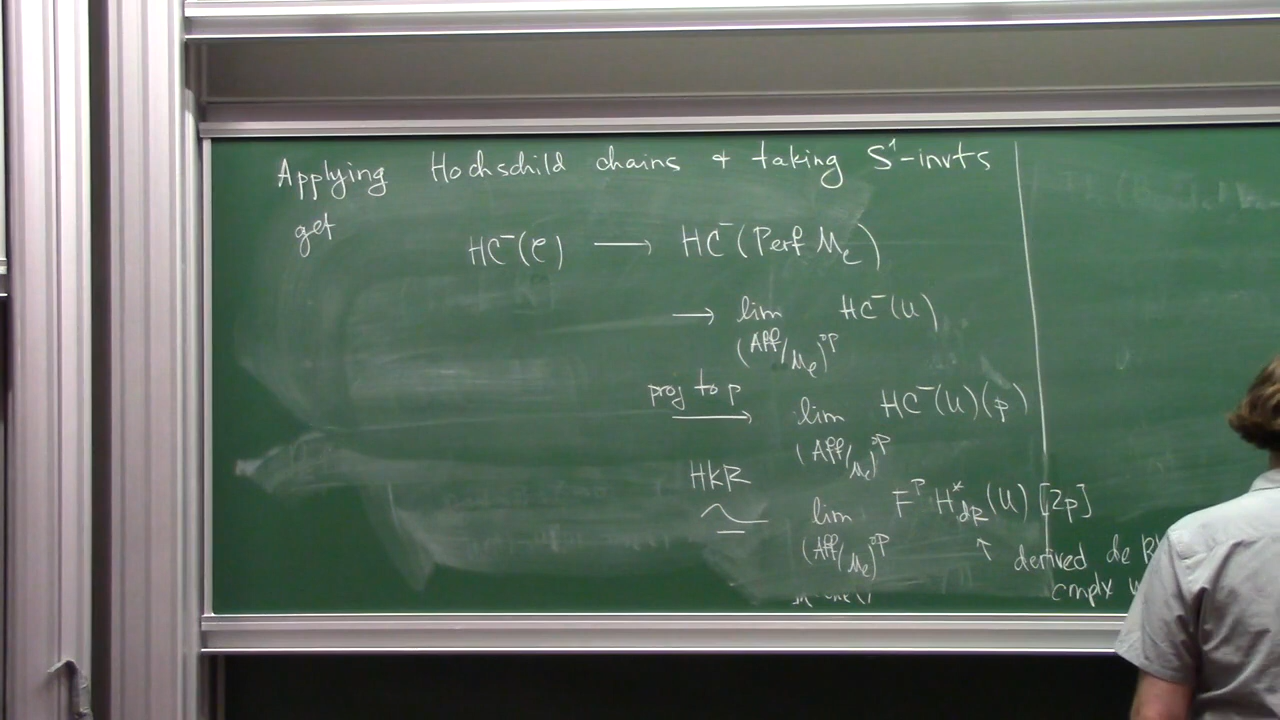 Applying Hochschild chains & taking S¹-invts
get
HC⁻(𝒞) ⟶ HC⁻(Perf M_𝒞)
⟶ lim HC⁻(U)
(Aff/M_𝒞)^op
proj to p
⟶ lim HC⁻(U)(p)
(Aff/M_𝒞)^op
HKR
≃ lim F^p H^*_dR(U)[2p]
(Aff/M_𝒞)^op
↑ derived de
cmplx